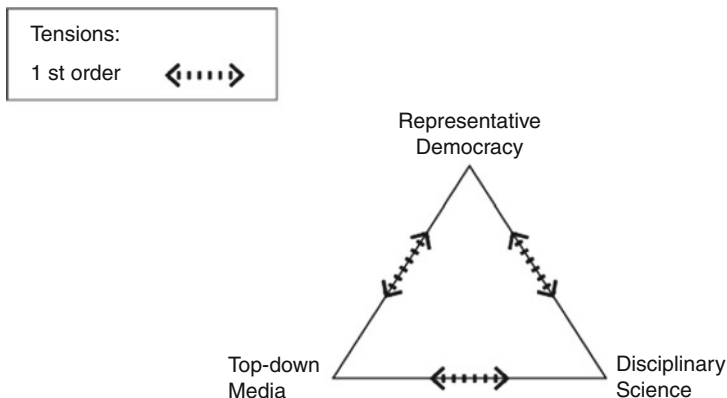 Tensions:
1 st order
Representative
Democracy
Top-down
Media
Disciplinary
Science